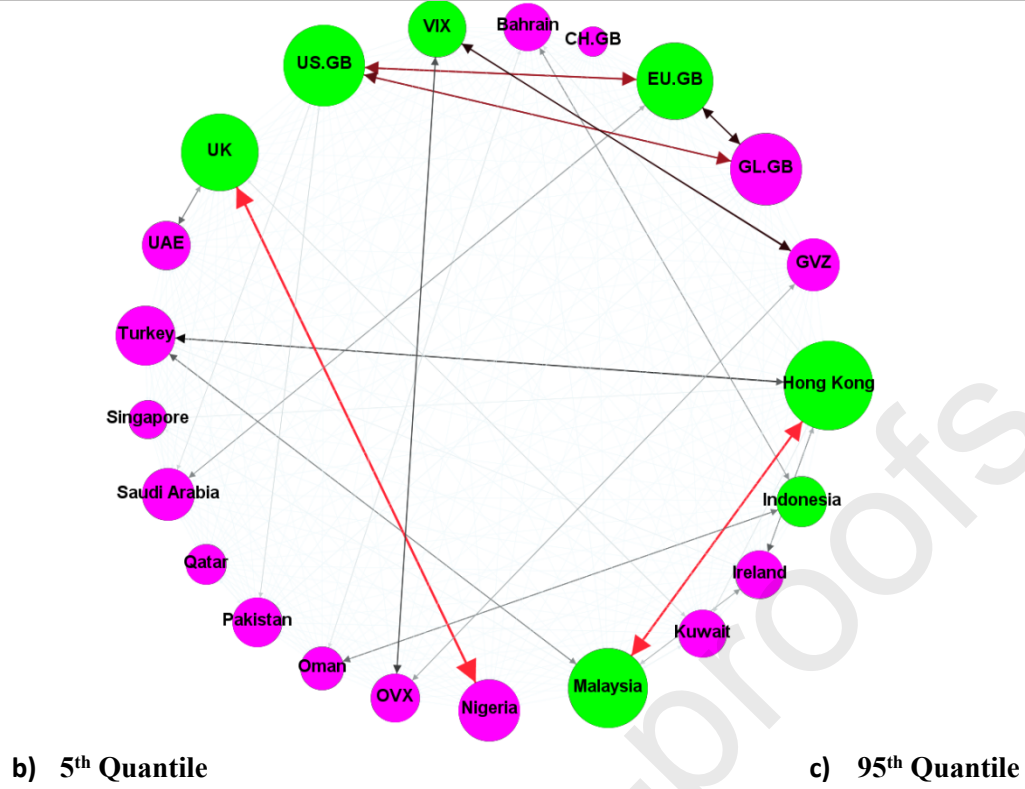 VIX
Bahrain
CH.GB
US.GB
EU.GB
UK
GL.GB
UAE
GVZ
Turkey
Hong Kong
Singapore
Saudi Arabia
Indonesia
Qatar
Ireland
Pakistan
Kuwait
Oman
Malaysia
OVX
Nigeria
proofs
b) 5th Quantile
c) 95th Quantile